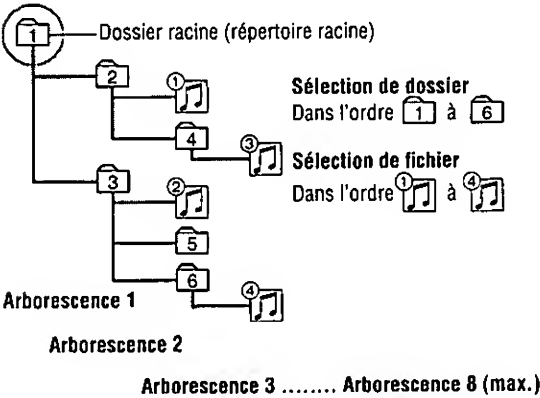 1 Dossier racine (répertoire racine)
2 ①
Sélection de dossier
Dans l'ordre 1 à 6
4 ③
Sélection de fichier
Dans l'ordre ① à ④
3 ②
5
6 ④
Arborescence 1
Arborescence 2
Arborescence 3 ........ Arborescence 8 (max.)